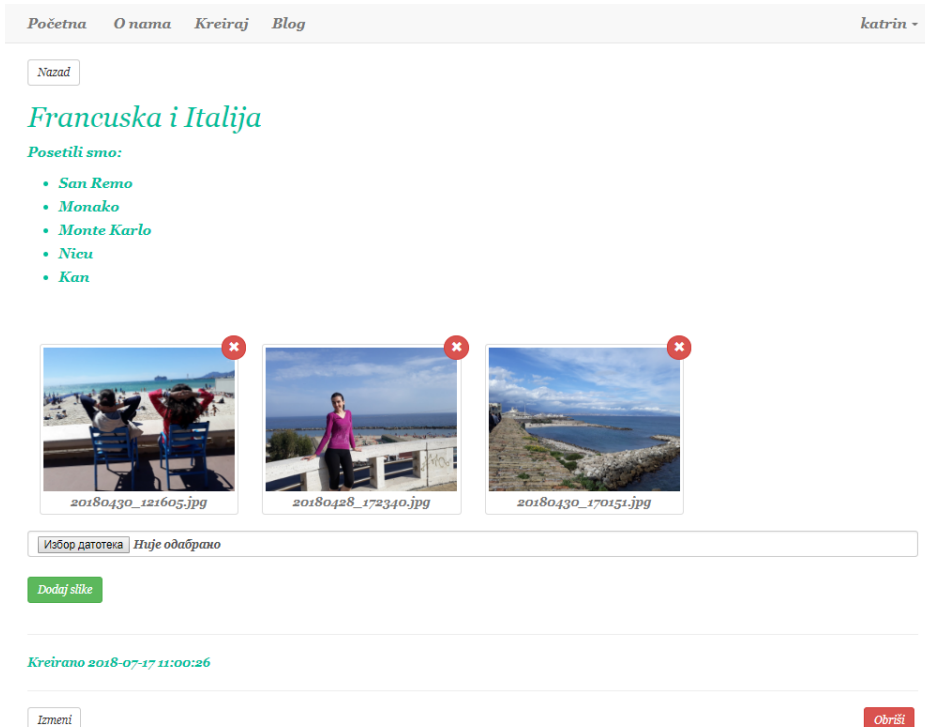 Početna O nama Kreiraj Blog katrin
Nazad
Francuska i Italija
Posetili smo:
San Remo
Monako
Monte Karlo
Nicu
Kan
20180430_121605.jpg 20180428_172340.jpg 20180430_170151.jpg
Избор датотека Није одабрано
Dodaj slike
Kreirano 2018-07-17 11:00:26
Izmeni Obriši